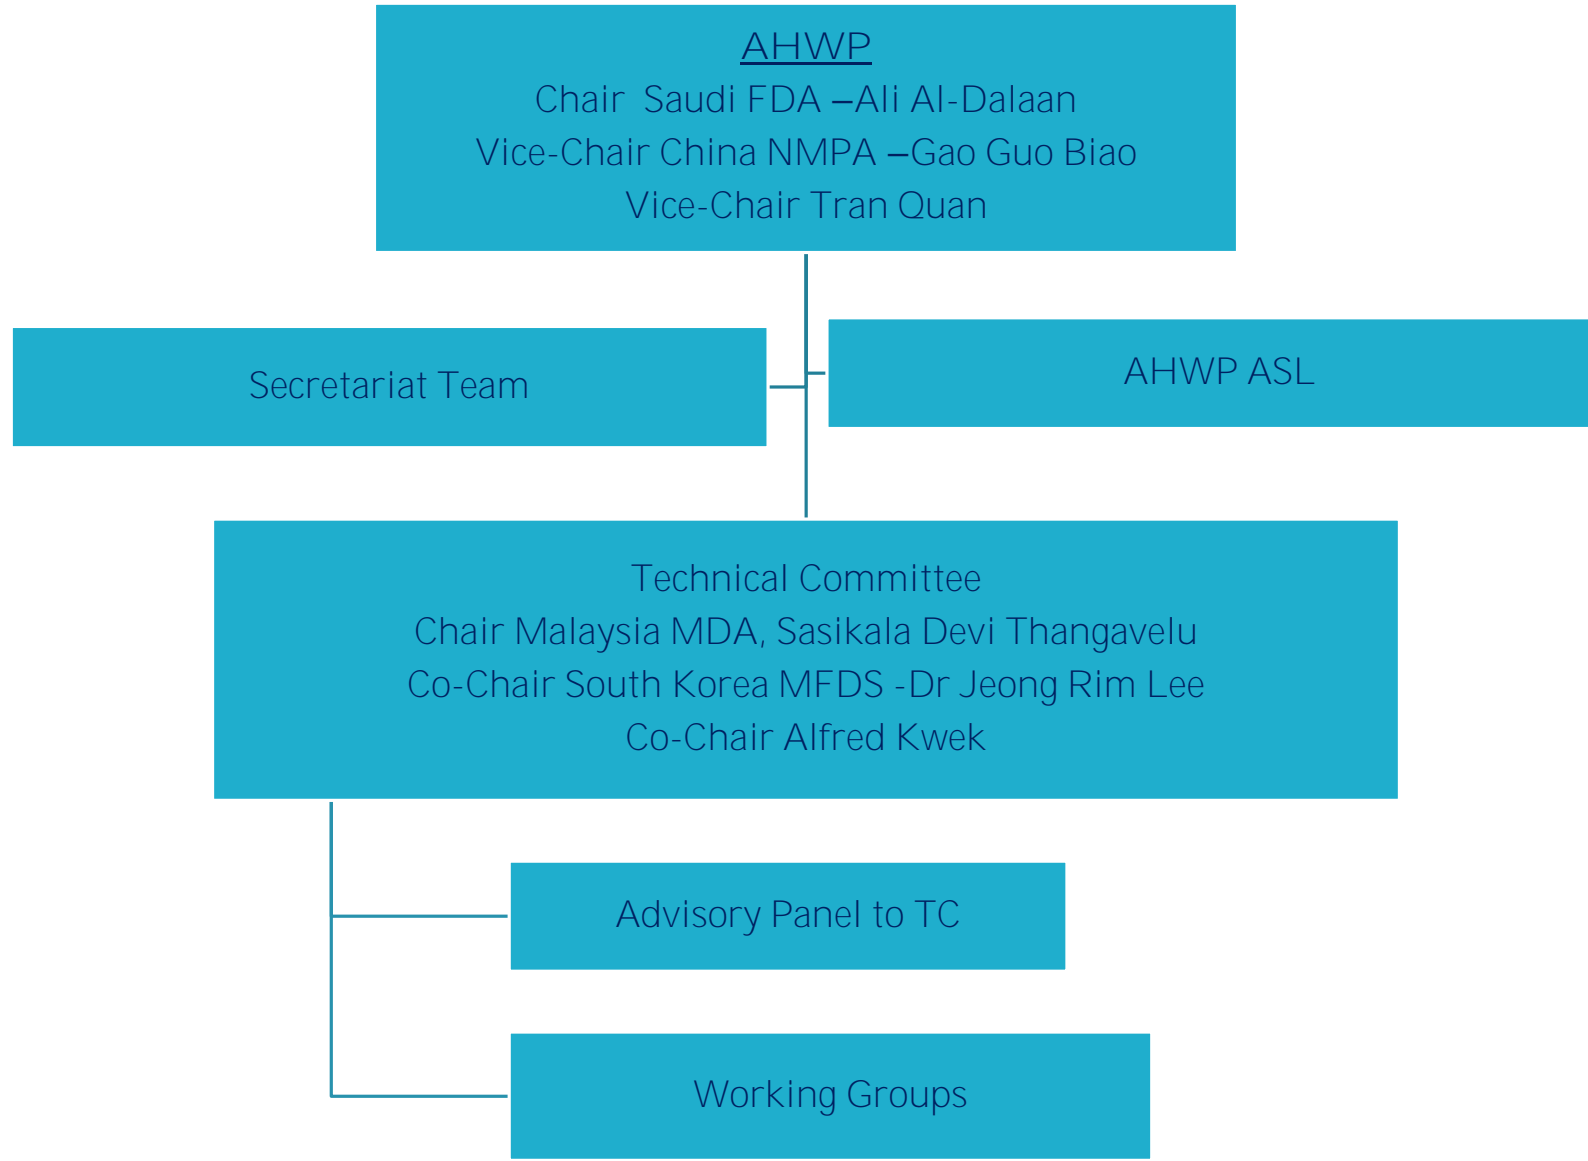 AHWP
Chair Saudi FDA –Ali Al-Dalaan
Vice-Chair China NMPA –Gao Guo Biao
Vice-Chair Tran Quan
Secretariat Team
AHWP ASL
Technical Committee
Chair Malaysia MDA, Sasikala Devi Thangavelu
Co-Chair South Korea MFDS -Dr Jeong Rim Lee
Co-Chair Alfred Kwek
Advisory Panel to TC
Working Groups